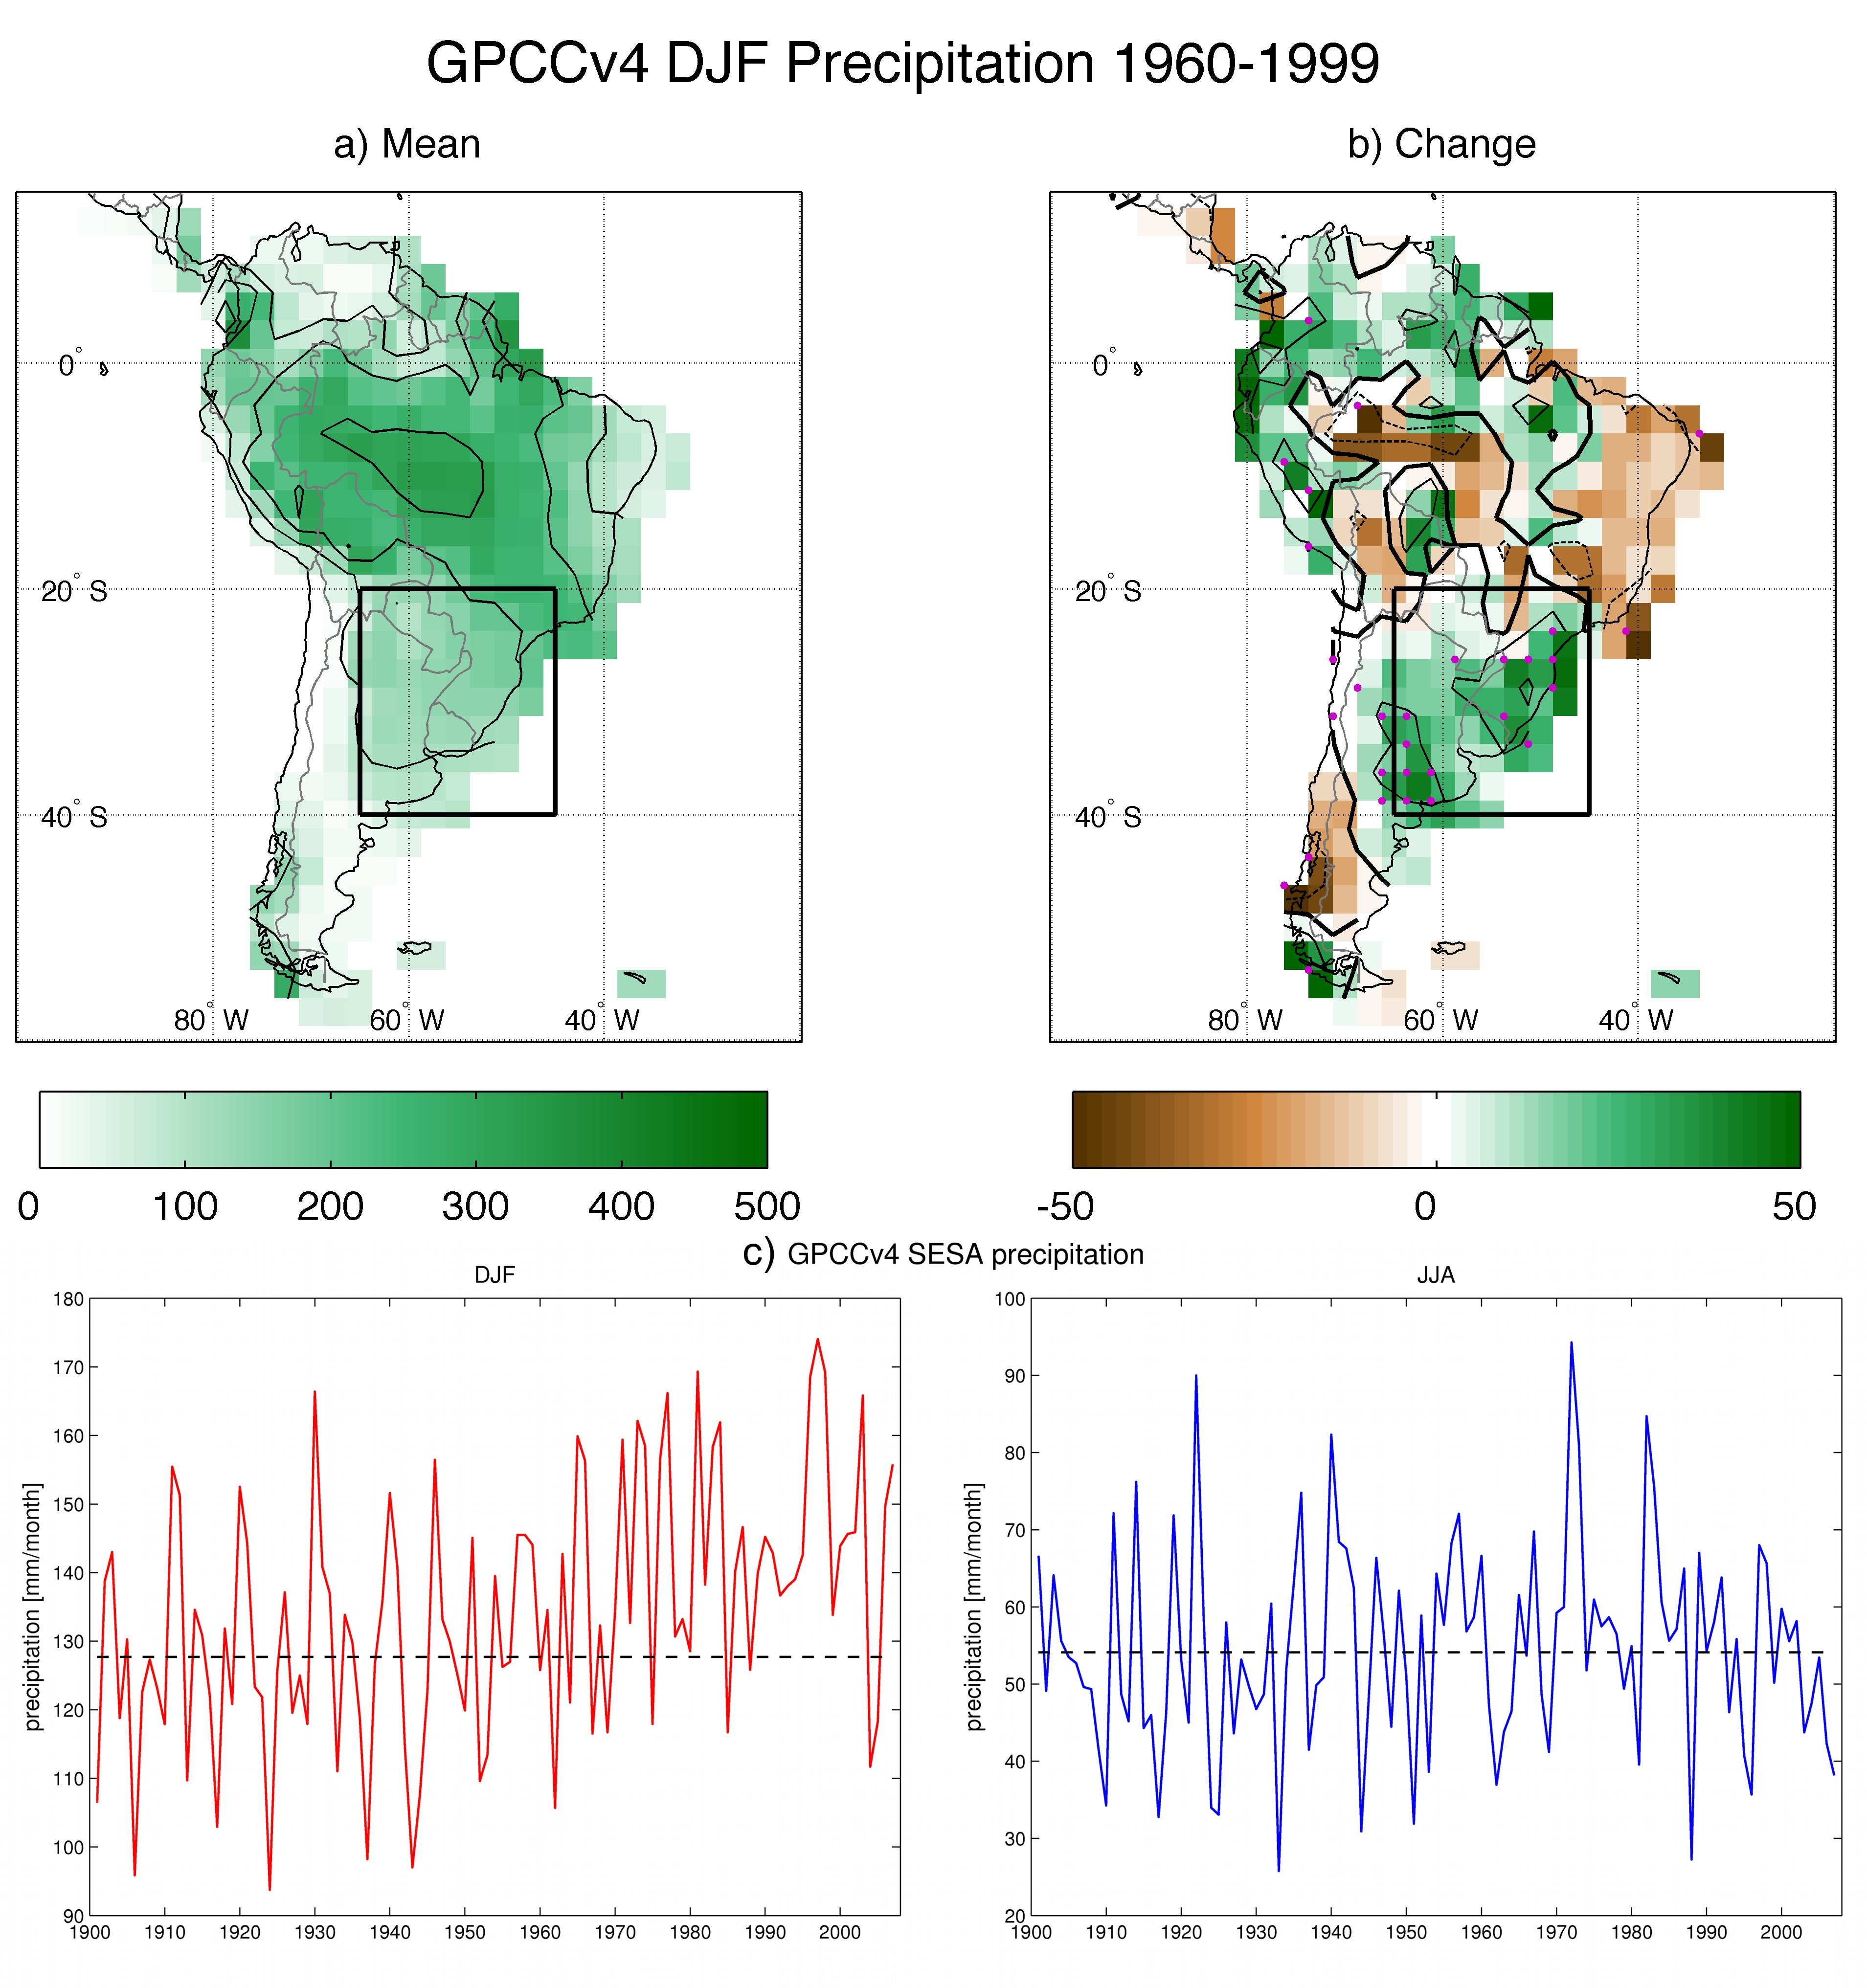 GPCCv4 DJF Precipitation 1960-1999
a) Mean
b) Change
0°
20° S
40° S
80° W
60° W
40° W
0°
20° S
40° S
80° W
60° W
40° W
0
100
200
300
400
500
-50
0
50
c) GPCCv4 SESA precipitation
DJF
precipitation [mm/month]
180
170
160
150
140
130
120
110
100
90
1900
1910
1920
1930
1940
1950
1960
1970
1980
1990
2000
JJA
precipitation [mm/month]
100
90
80
70
60
50
40
30
20
1900
1910
1920
1930
1940
1950
1960
1970
1980
1990
2000